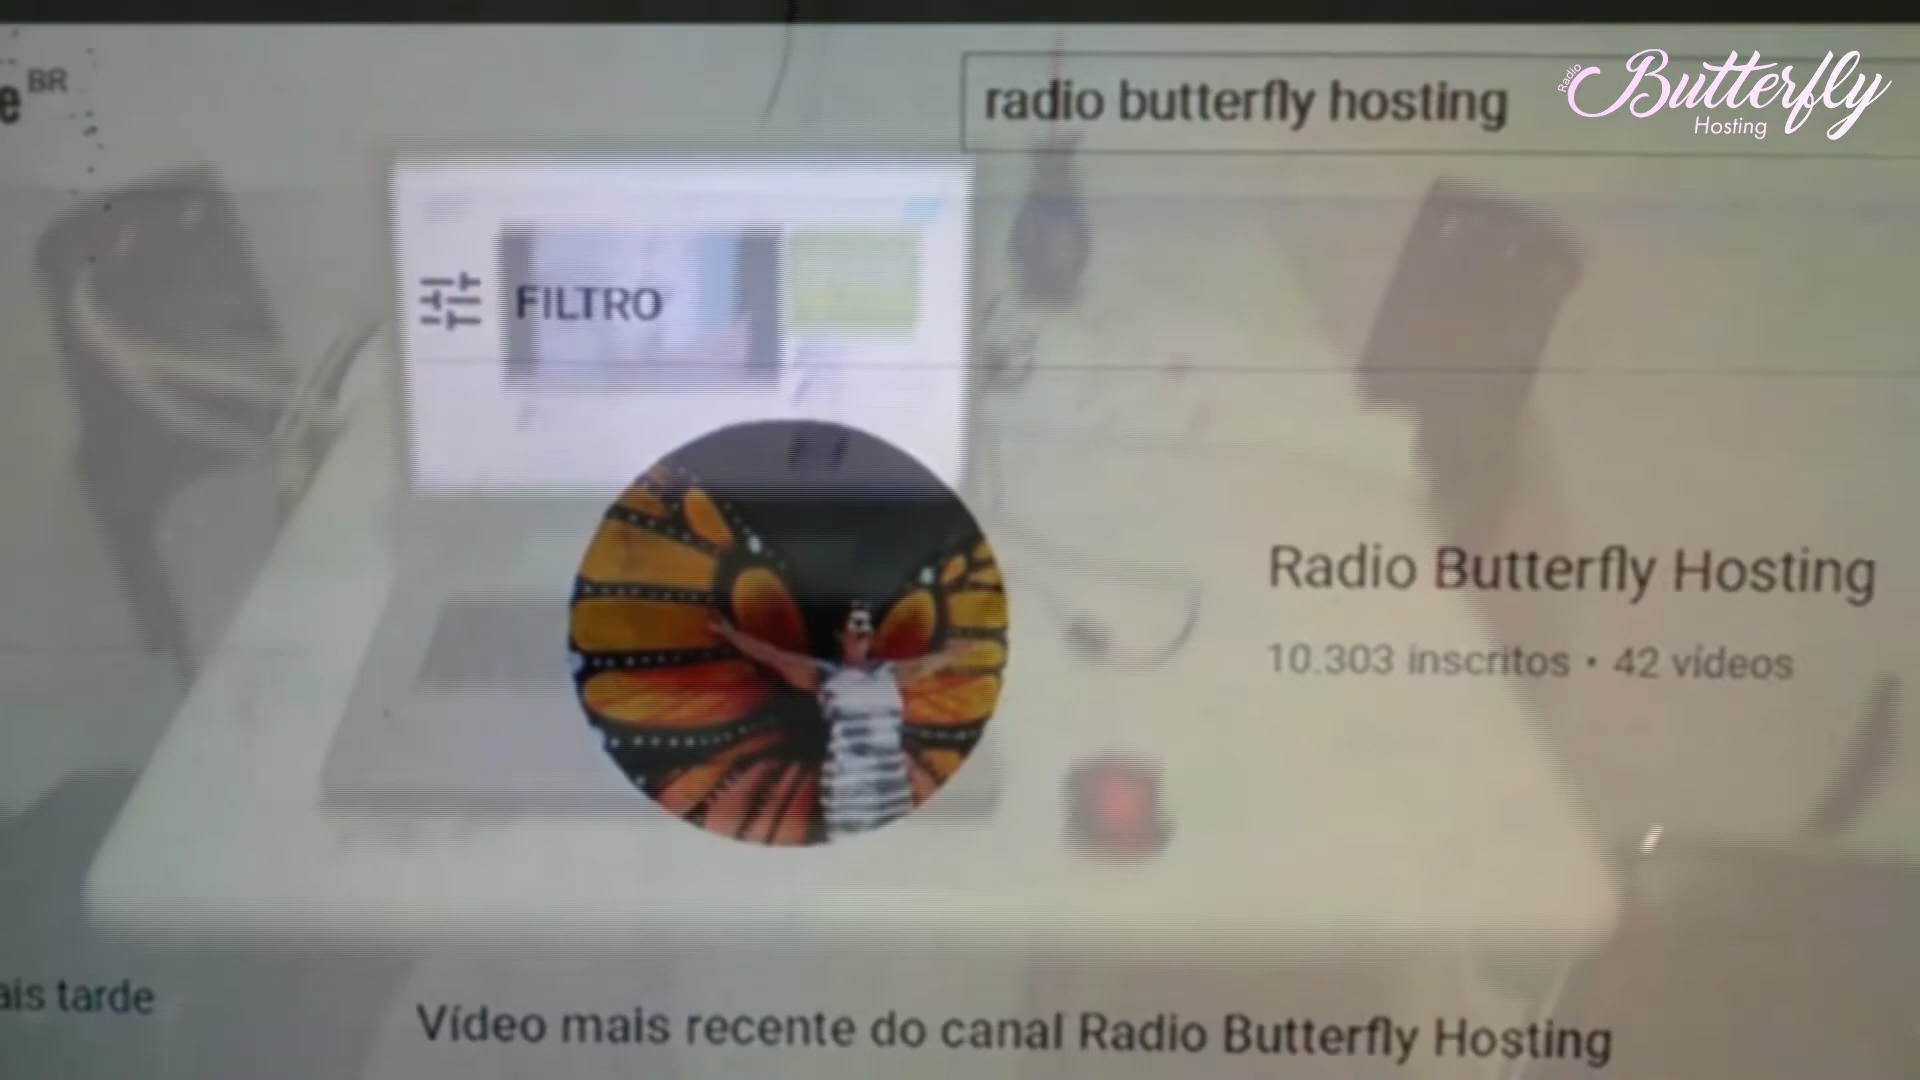 e BR
radio butterfly hosting
Radio Butterfly
Hosting
FILTRO
Radio Butterfly Hosting
10.303 inscritos • 42 vídeos
ais tarde
Vídeo mais recente do canal Radio Butterfly Hosting